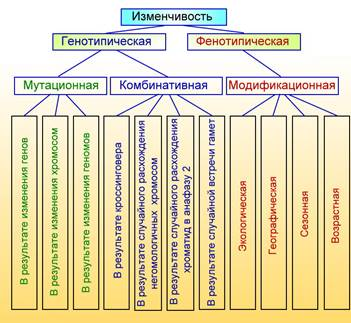 Изменчивость
Генотипическая
Фенотипическая
Мутационная
Комбинативная
Модификационная
В результате изменения генов
В результате изменения хромосом
В результате изменения геномов
В результате кроссинговера
В результате случайного расхождения
негомологичных хромосом
В результате случайного расхождения
хроматид в анафазу 2
В результате случайной встречи гамет
Экологическая
Географическая
Сезонная
Возрастная